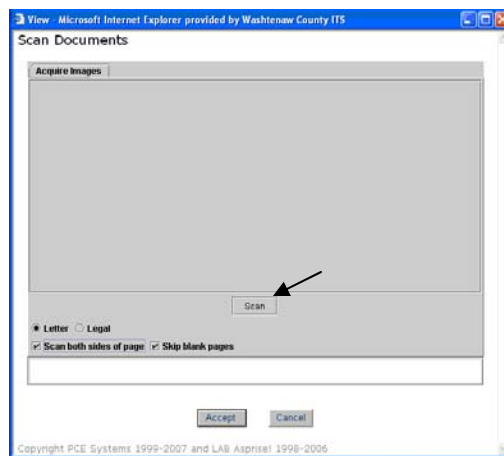 View - Microsoft Internet Explorer provided by Washtenaw County ITS
Scan Documents
Acquire Images
Scan
Letter Legal
Scan both sides of page Skip blank pages
Accept Cancel
Copyright PCE Systems 1999-2007 and LAB Asprise! 1998-2006